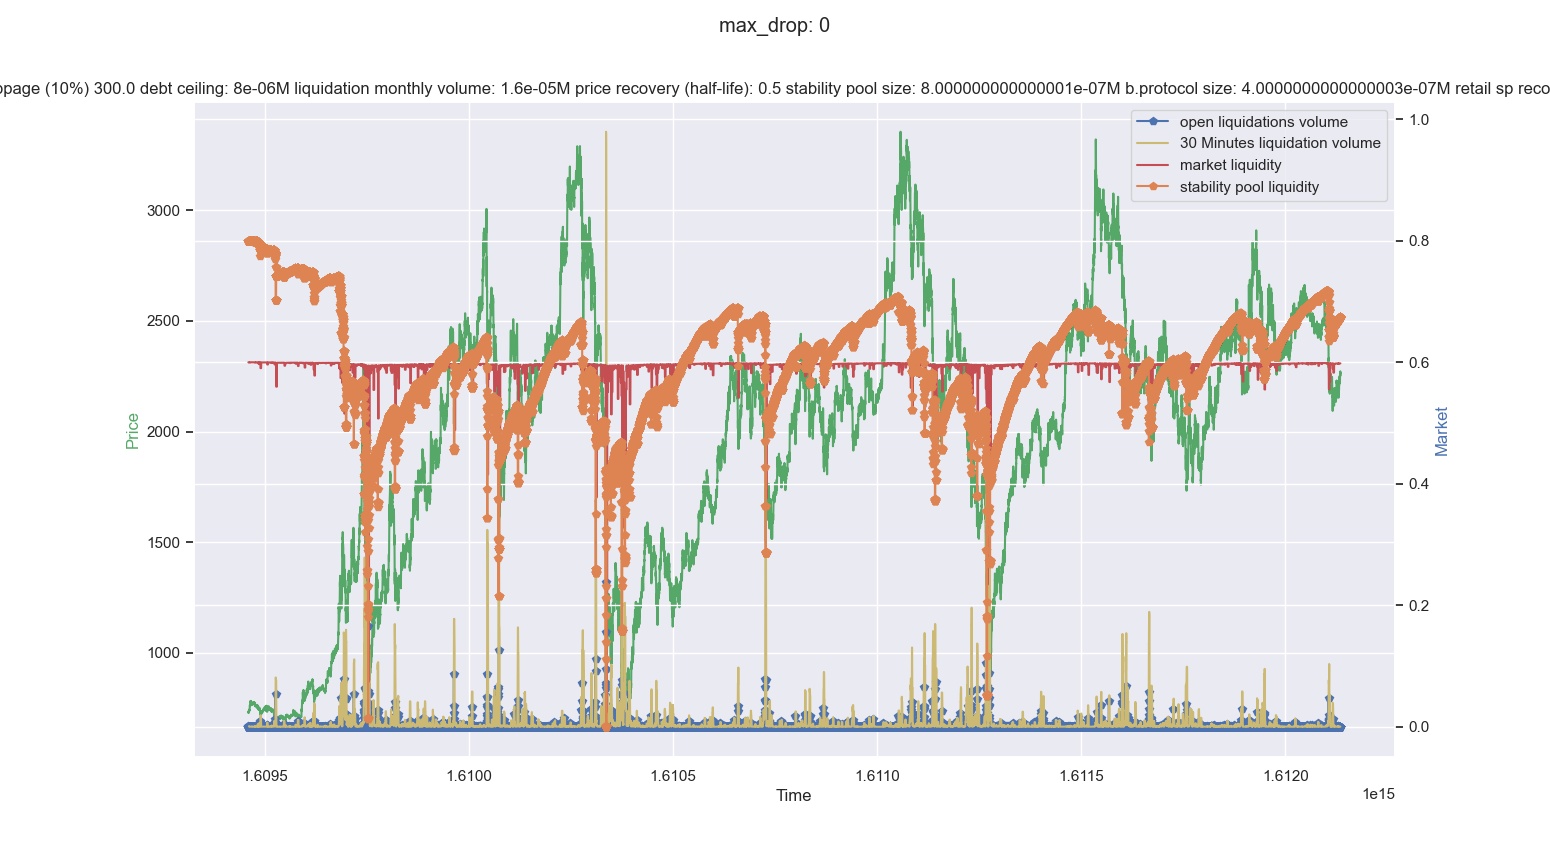 max_drop: 0
(10%) 300.0 debt ceiling: 8e-06M liquidation monthly volume: 1.6e-05M price recovery (half-life): 0.5 stability pool size: 8.000000000000001e-07M b.protocol size: 4.0000000000000003e-07M retail sp
open liquidations volume
30 Minutes liquidation volume
market liquidity
stability pool liquidity
3000
2500
2000
1500
1000
Price
1.0
0.8
0.6
0.4
0.2
0.0
Market
1.6095 1.6100 1.6105 1.6110 1.6115 1.6120
1e15
Time